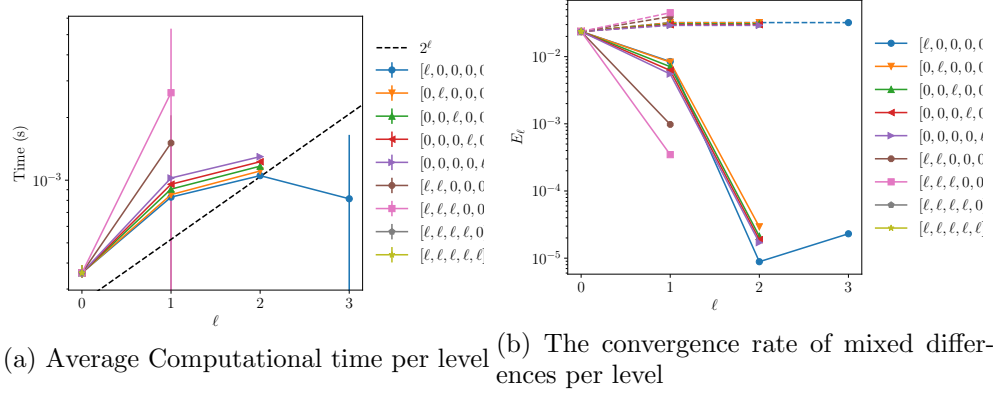 10⁻³
Time (s)
0 1 2 3
ℓ
2^ℓ
[ℓ, 0, 0, 0, 0
[0, ℓ, 0, 0, 0
[0, 0, ℓ, 0, 0
[0, 0, 0, ℓ, 0
[0, 0, 0, 0, ℓ
[ℓ, ℓ, 0, 0, 0
[ℓ, ℓ, ℓ, 0, 0
[ℓ, ℓ, ℓ, ℓ, 0
[ℓ, ℓ, ℓ, ℓ, ℓ]
(a) Average Computational time per level
10⁻²
10⁻³
10⁻⁴
10⁻⁵
E_ℓ
0 1 2 3
ℓ
[ℓ, 0, 0, 0, 0
[0, ℓ, 0, 0, 0
[0, 0, ℓ, 0, 0
[0, 0, 0, ℓ, 0
[0, 0, 0, 0, ℓ
[ℓ, ℓ, 0, 0, 0
[ℓ, ℓ, ℓ, 0, 0
[ℓ, ℓ, ℓ, ℓ, 0
[ℓ, ℓ, ℓ, ℓ, ℓ]
(b) The convergence rate of mixed differ-
ences per level